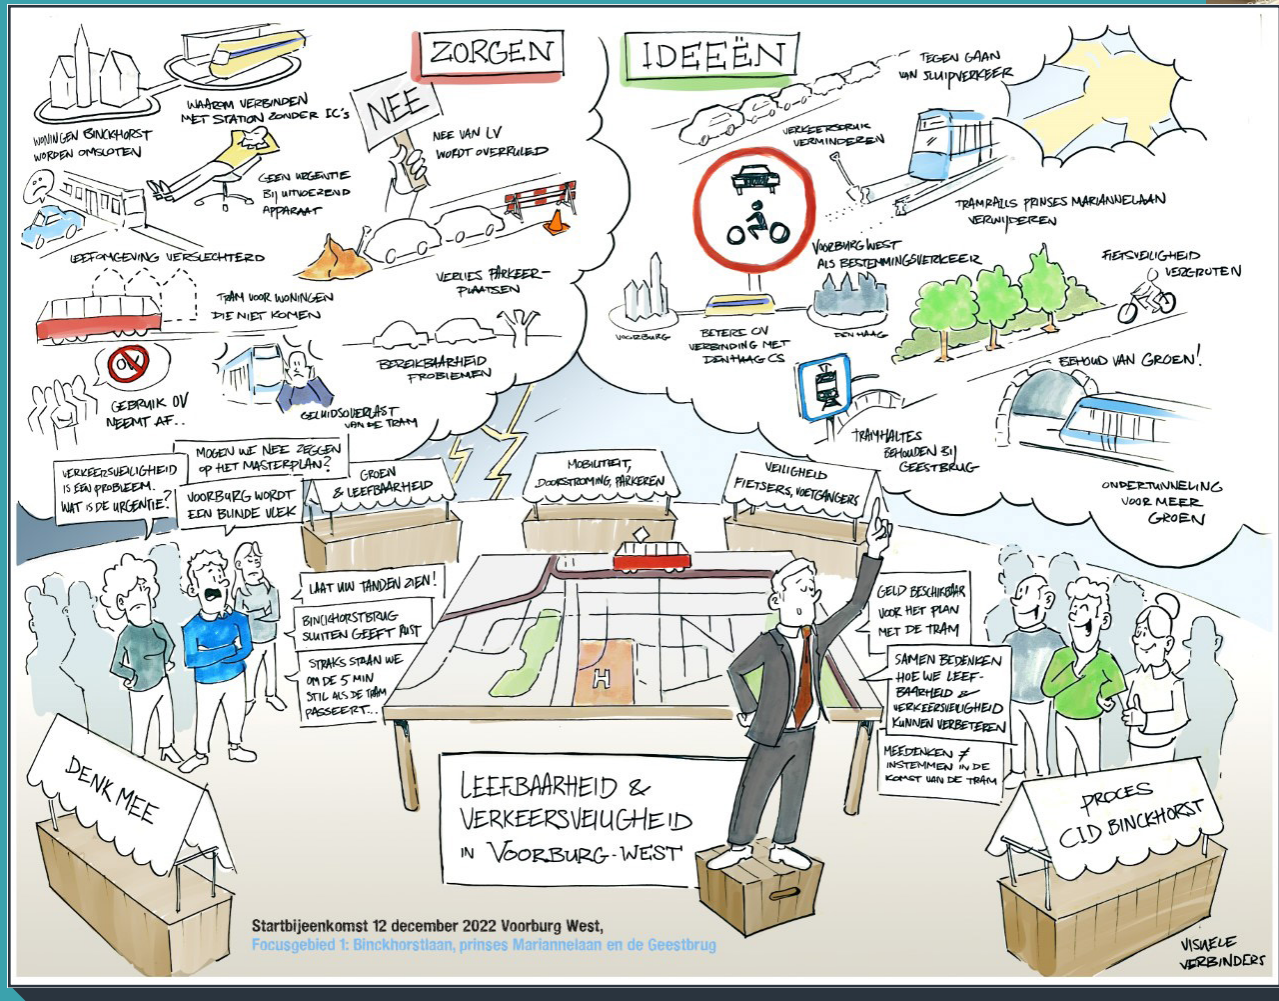 ZORGEN
IDEEËN
WONINGEN BINCKHORST
WORDEN OMSLOTEN
WAAROM VERBINDEN
MET STATION ZONDER IC's
NEE
NEE VAN LV
WORDT OVERRULED
GEEN URGENTIE
BIJ UITVOEREND
APPARAAT
LEEFOMGEVING VERSLECHTERD
VERLIES PARKEER-
PLAATSEN
TRAM VOOR WONINGEN
DIE NIET KOMEN
BEREIKBAARHEID
PROBLEMEN
OV
GEBRUIK OV
NEEMT AF..
GELUIDSOVERLAST
VAN DE TRAM
TEGEN GAAN
VAN SLUIPVERKEER
VERKEERSDRUK
VERMINDEREN
TRAMRAILS PRINSES MARIANNELAAN
VERWIJDEREN
VOORBURG WEST
ALS BESTEMMINGSVERKEER
FIETSVEILIGHEID
VERGROTEN
VOORBURG
BETERE OV
VERBINDING MET
DEN HAAG CS
DEN HAAG
BEHOUD VAN GROEN!
TRAMHALTES
BEHOUDEN BIJ
GEESTBRUG
ONDERTUNNELING
VOOR MEER
GROEN
VERKEERSVEILIGHEID
IS EEN PROBLEEM.
WAT IS DE URGENTIE?
MOGEN WE NEE ZEGGEN
OP HET MASTERPLAN?
VOORBURG WORDT
EEN BLINDE VLEK
GROEN
& LEEFBAARHEID
MOBILITEIT,
DOORSTROMING, PARKEREN
VEILIGHEID
FIETSERS, VOETGANGERS
LAAT UW TANDEN ZIEN!
BINCKHORSTBRUG
SLUITEN GEEFT RUST
STRAKS STAAN WE
OM DE 5 MIN
STIL ALS DE TRAM
PASSEERT...
H
GELD BESCHIKBAAR
VOOR HET PLAN
MET DE TRAM
SAMEN BEDENKEN
HOE WE LEEF-
BAARHEID &
VERKEERSVEILIGHEID
KUNNEN VERBETEREN
MEEDENKEN ≠
INSTEMMEN IN DE
KOMST VAN DE TRAM
DENK MEE
LEEFBAARHEID &
VERKEERSVEILIGHEID
IN VOORBURG-WEST
PROCES
CID BINCKHORST
Startbijeenkomst 12 december 2022 Voorburg West,
Focusgebied 1: Binckhorstlaan, prinses Mariannelaan en de Geestbrug
VISUELE
VERBINDERS